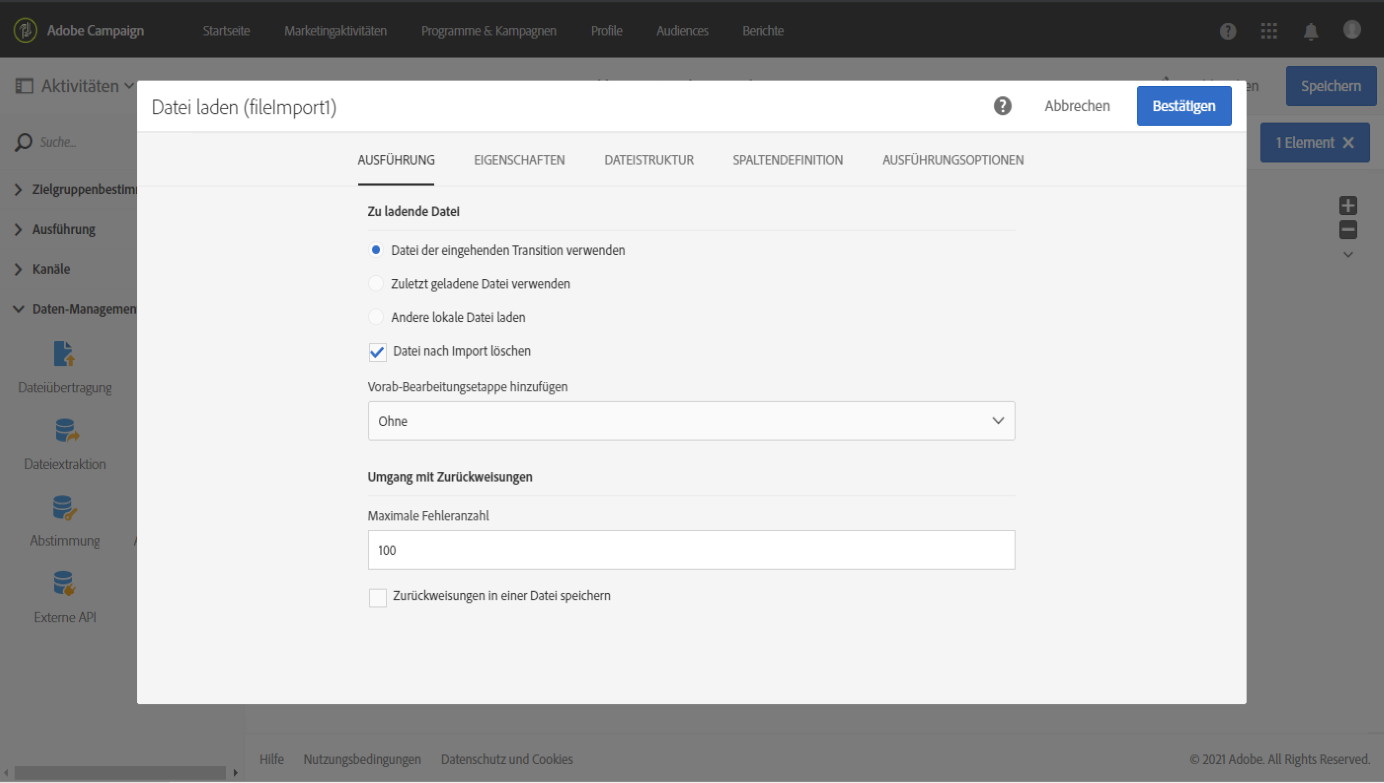 Adobe Campaign Startseite Marketingaktivitäten Programme & Kampagnen Profile Audiences Berichte
Aktivitäten
Speichern
Datei laden (fileImport1)
Abbrechen
Bestätigen
Suche...
1 Element
AUSFÜHRUNG EIGENSCHAFTEN DATEISTRUKTUR SPALTENDEFINITION AUSFÜHRUNGSOPTIONEN
Zielgruppenbestimm
Ausführung
Kanäle
Daten-Management
Dateiübertragung
Dateiextraktion
Abstimmung
Externe API
Zu ladende Datei
Datei der eingehenden Transition verwenden
Zuletzt geladene Datei verwenden
Andere lokale Datei laden
Datei nach Import löschen
Vorab-Bearbeitungsetappe hinzufügen
Ohne
Umgang mit Zurückweisungen
Maximale Fehleranzahl
100
Zurückweisungen in einer Datei speichern
Hilfe Nutzungsbedingungen Datenschutz und Cookies
© 2021 Adobe. All Rights Reserved.